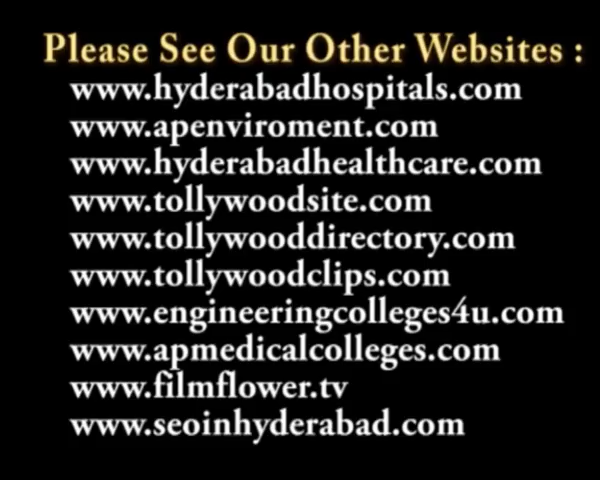 Please See Our Other Websites :
www.hyderabadhospitals.com
www.apenviroment.com
www.hyderabadhealthcare.com
www.tollywoodsite.com
www.tollywooddirectory.com
www.tollywoodclips.com
www.engineeringcolleges4u.com
www.apmedicalcolleges.com
www.filmflower.tv
www.seoinhyderabad.com